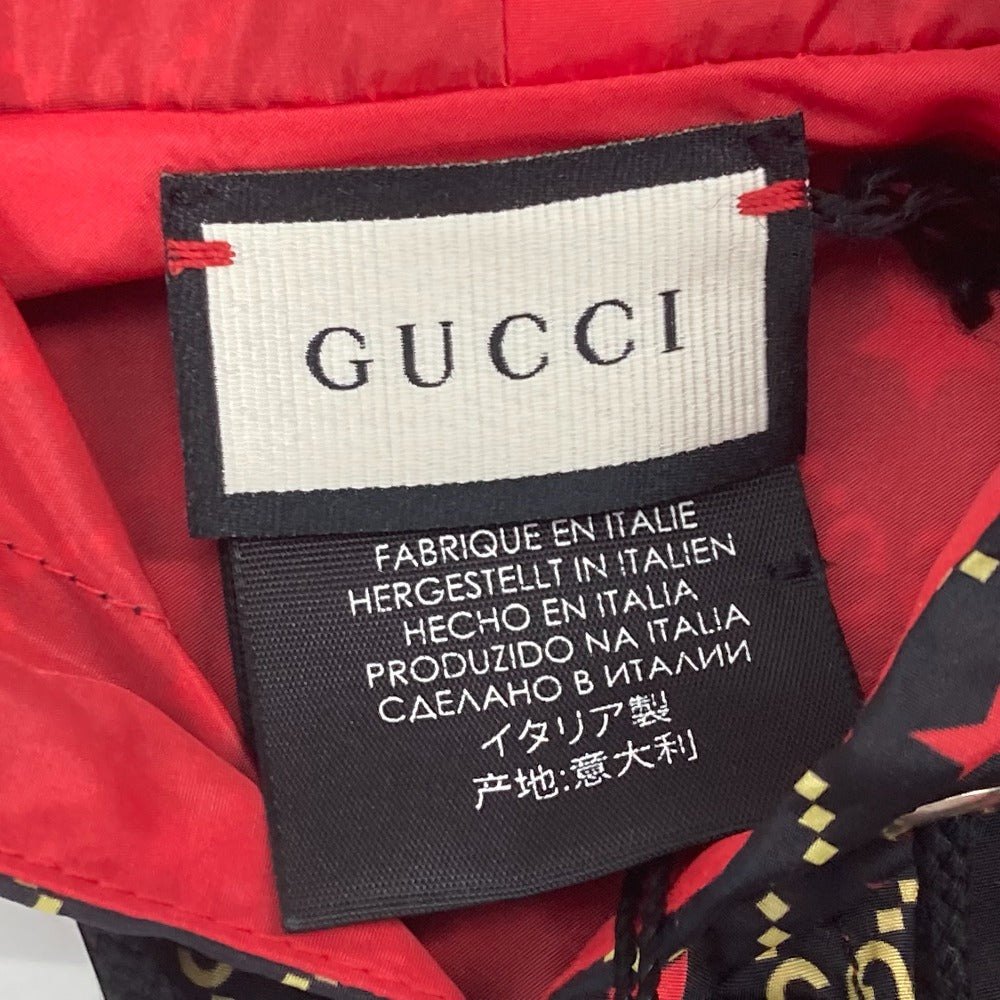 GUCCI
FABRIQUE EN ITALIE
HERGESTELLT IN ITALIEN
HECHO EN ITALIA
PRODUZIDO NA ITALIA
СДЕЛАНО В ИТАЛИИ
イタリア製
产地:意大利